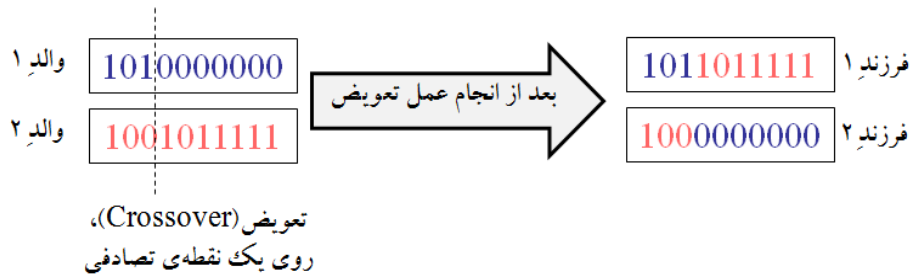 والدِ ۱
1010000000
والدِ ۲
1001011111
تعویض(Crossover)،
روی یک نقطه‌ی تصادفی
بعد از انجام عمل تعویض
فرزندِ ۱
1011011111
فرزندِ ۲
1000000000